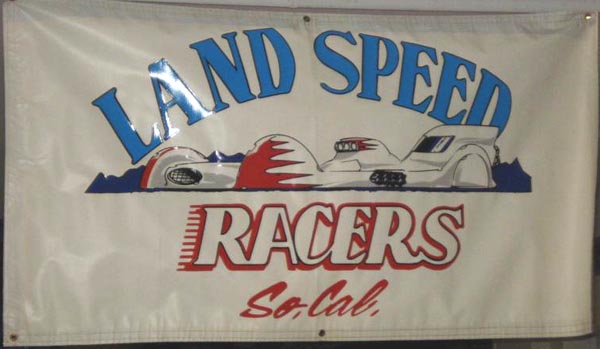 LAND SPEED
RACERS
So. Cal.